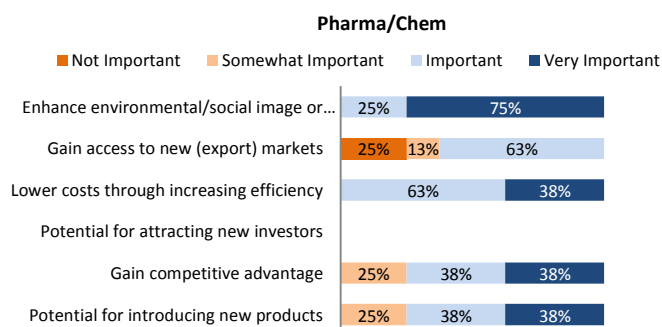 Pharma/Chem
Not Important Somewhat Important Important Very Important
Enhance environmental/social image or… 25% 75%
Gain access to new (export) markets 25% 13% 63%
Lower costs through increasing efficiency 63% 38%
Potential for attracting new investors
Gain competitive advantage 25% 38% 38%
Potential for introducing new products 25% 38% 38%